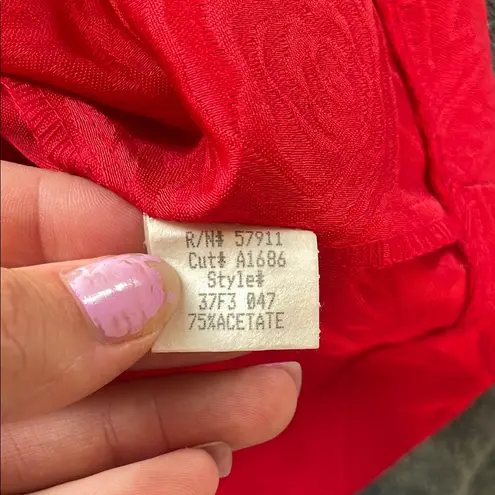 R/N# 57911
Cut# A1686
Style#
37F3 047
75%ACETATE